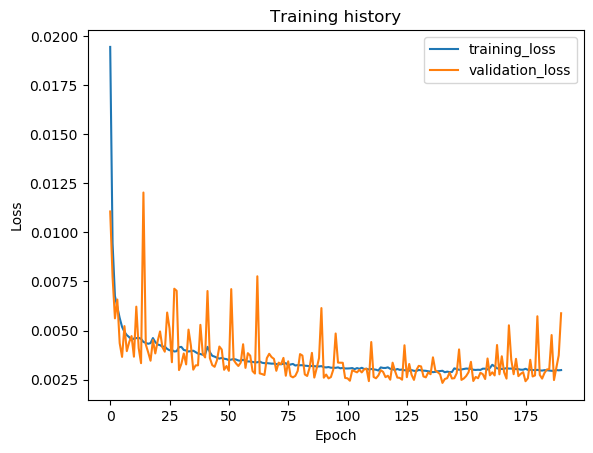 Training history
training_loss
validation_loss
0.0200
0.0175
0.0150
0.0125
0.0100
0.0075
0.0050
0.0025
Loss
0 25 50 75 100 125 150 175
Epoch